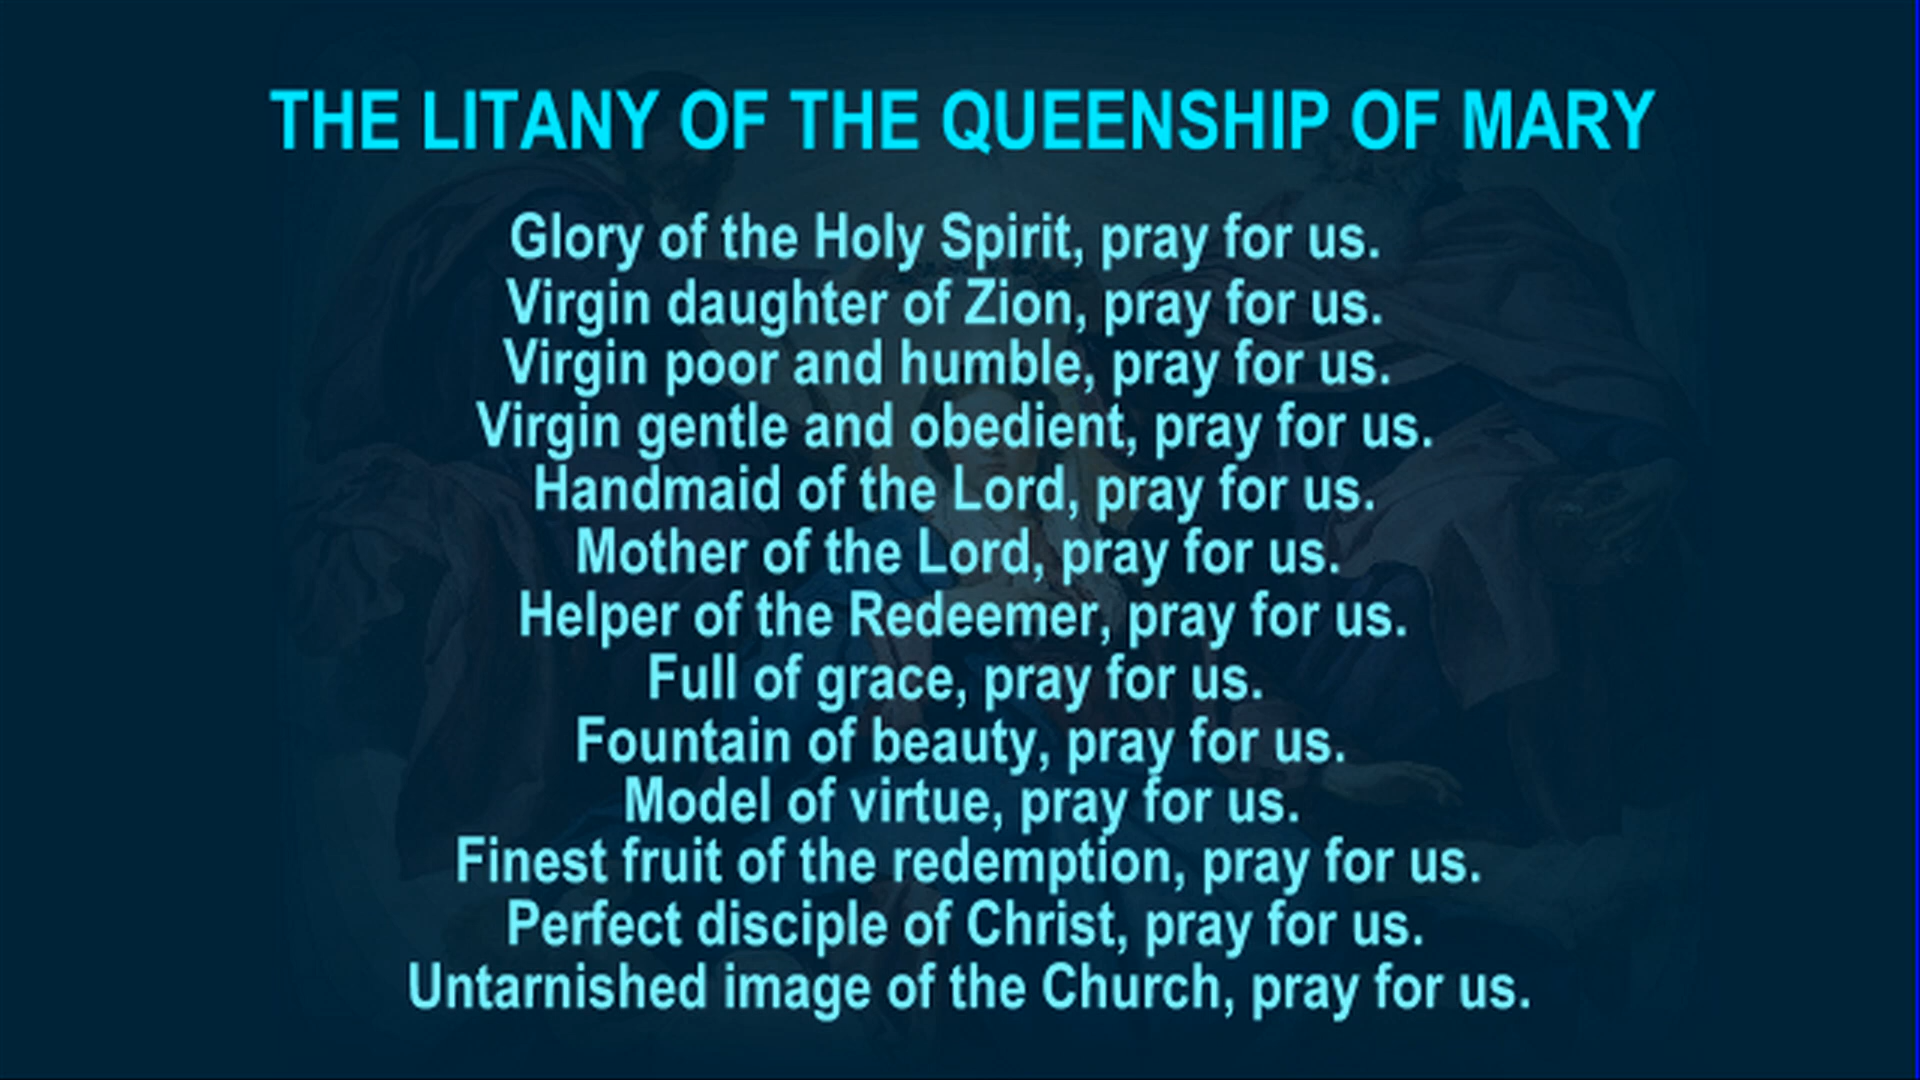 THE LITANY OF THE QUEENSHIP OF MARY
Glory of the Holy Spirit, pray for us.
Virgin daughter of Zion, pray for us.
Virgin poor and humble, pray for us.
Virgin gentle and obedient, pray for us.
Handmaid of the Lord, pray for us.
Mother of the Lord, pray for us.
Helper of the Redeemer, pray for us.
Full of grace, pray for us.
Fountain of beauty, pray for us.
Model of virtue, pray for us.
Finest fruit of the redemption, pray for us.
Perfect disciple of Christ, pray for us.
Untarnished image of the Church, pray for us.